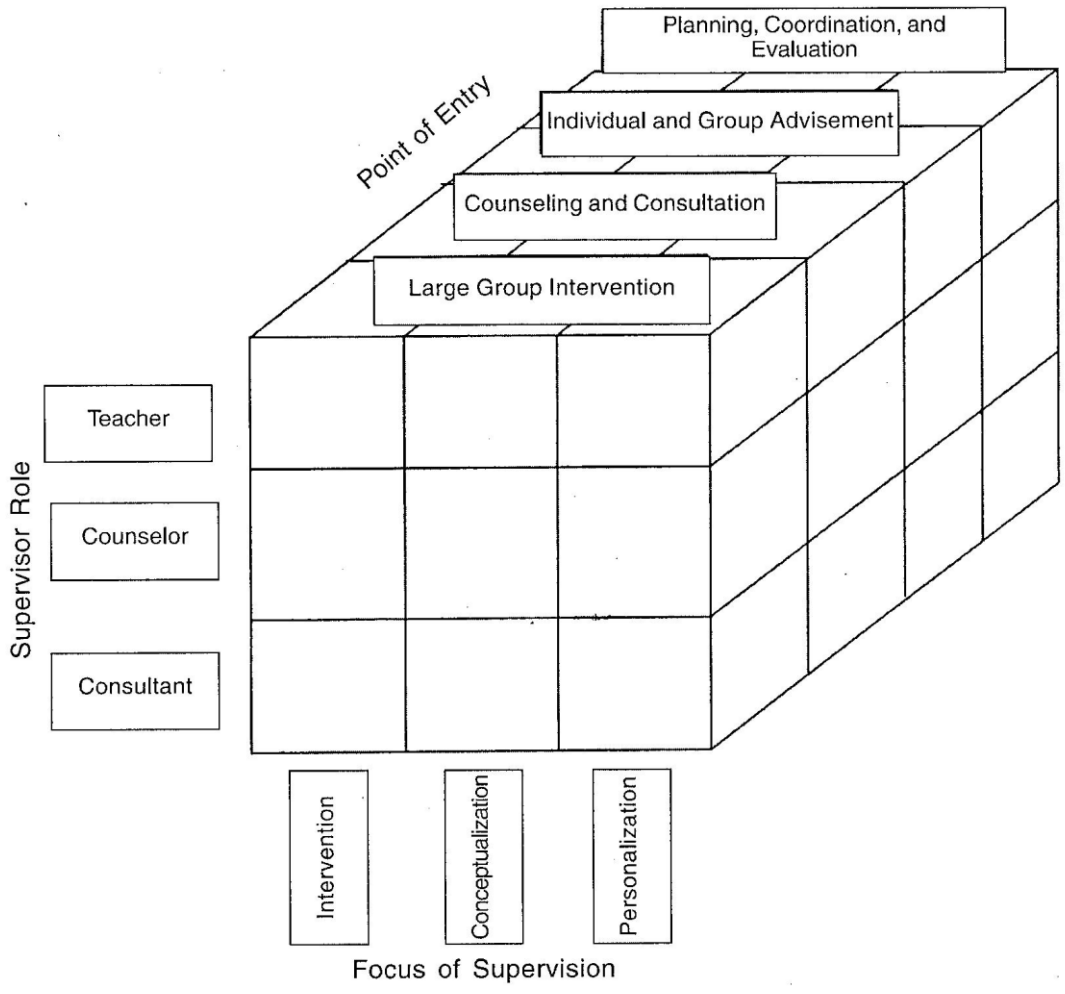 Planning, Coordination, and
Evaluation
Point of Entry
Individual and Group Advisement
Counseling and Consultation
Large Group Intervention
Supervisor Role
Teacher
Counselor
Consultant
Intervention
Conceptualization
Personalization
Focus of Supervision